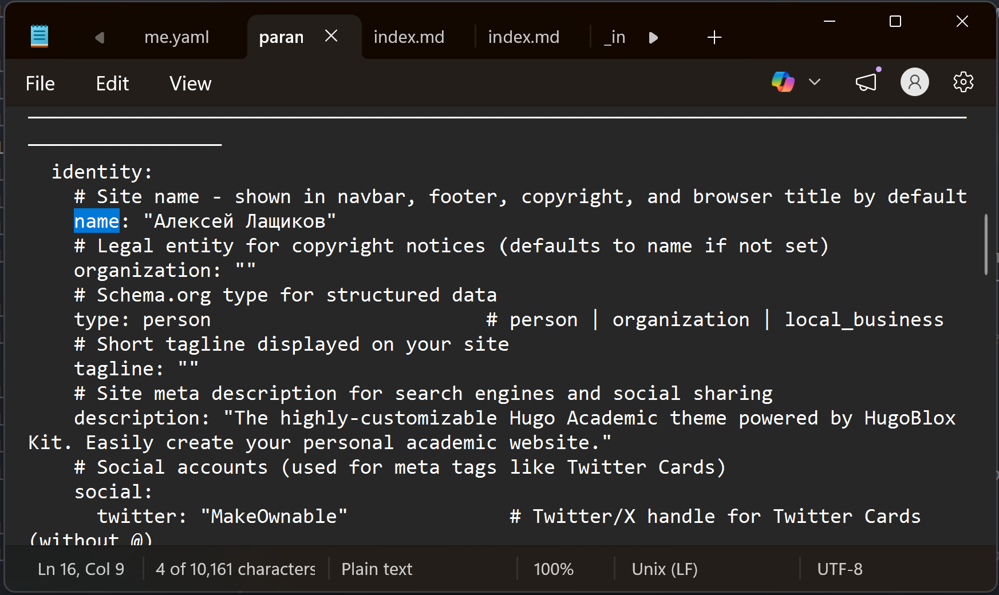 me.yaml
paran
index.md
index.md
_in
File
Edit
View
identity:
# Site name - shown in navbar, footer, copyright, and browser title by default
name: "Алексей Лащиков"
# Legal entity for copyright notices (defaults to name if not set)
organization: ""
# Schema.org type for structured data
type: person # person | organization | local_business
# Short tagline displayed on your site
tagline: ""
# Site meta description for search engines and social sharing
description: "The highly-customizable Hugo Academic theme powered by HugoBlox
Kit. Easily create your personal academic website."
# Social accounts (used for meta tags like Twitter Cards)
social:
twitter: "MakeOwnable" # Twitter/X handle for Twitter Cards
(without @)
Ln 16, Col 9
4 of 10,161 characters
Plain text
100%
Unix (LF)
UTF-8